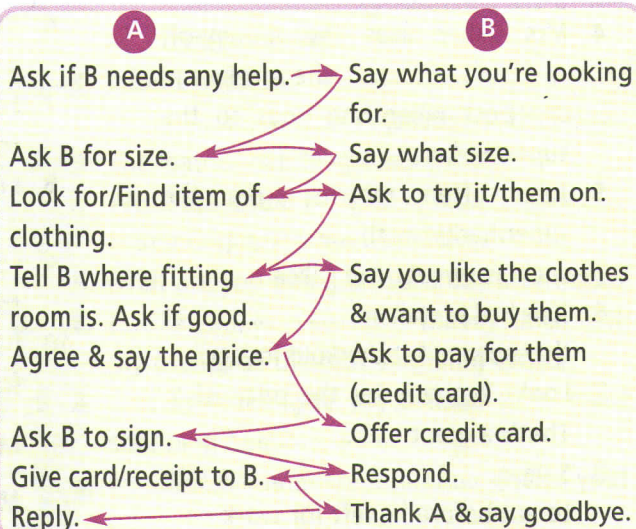 A
B
Ask if B needs any help.
Say what you're looking
for.
Ask B for size.
Say what size.
Look for/Find item of
clothing.
Ask to try it/them on.
Tell B where fitting
room is. Ask if good.
Say you like the clothes
& want to buy them.
Agree & say the price.
Ask to pay for them
(credit card).
Ask B to sign.
Offer credit card.
Give card/receipt to B.
Respond.
Reply.
Thank A & say goodbye.